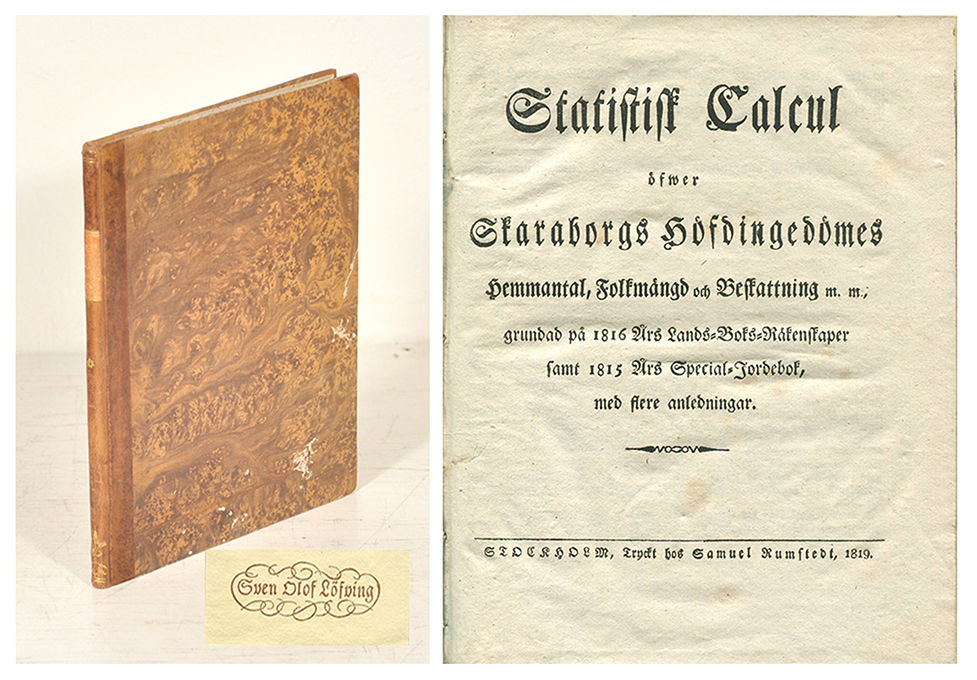 Sven Olof Löfving
Statistisk Calcul
öfwer
Skaraborgs Höfdingedömes
Hemmantal, Folkmängd och Beskattning m. m.,
grundad på 1816 Års Lands-Boks-Räkenskaper
samt 1815 Års Special-Jordebok,
med flere anledningar.
STOCKHOLM, Tryckt hos Samuel Rumstedt, 1819.